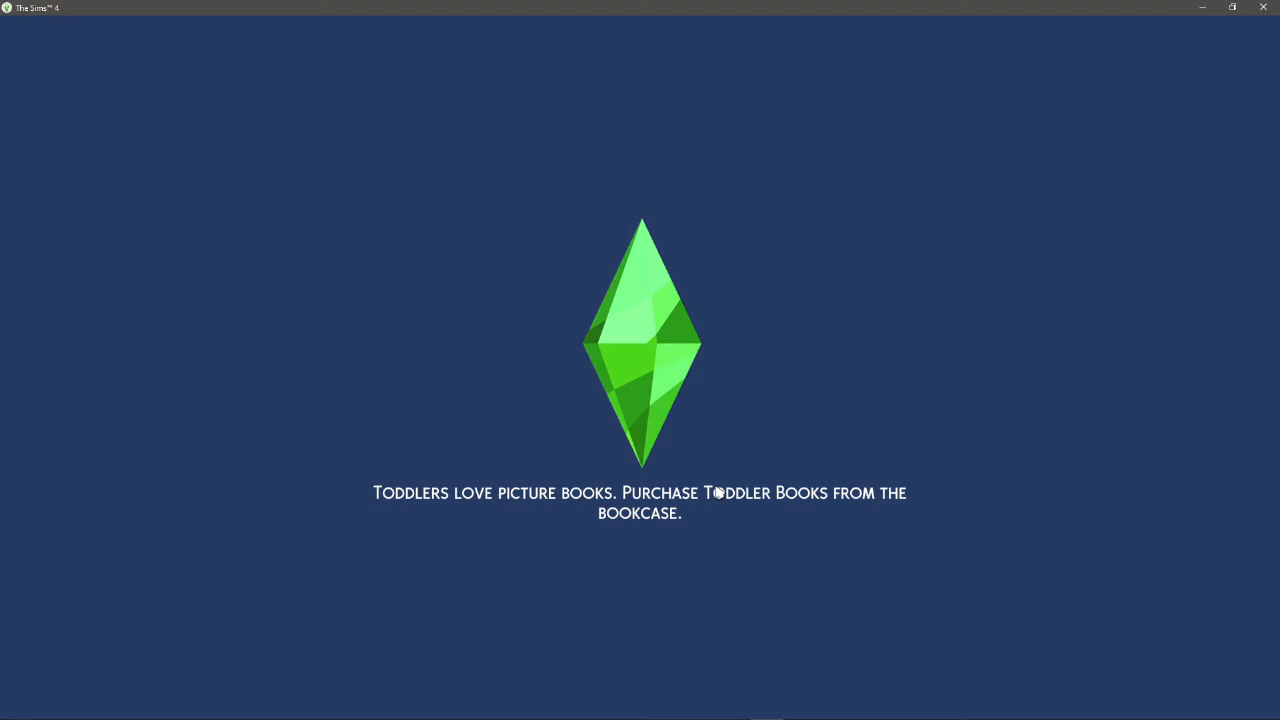 The Sims™ 4
Toddlers love picture books. Purchase Toddler Books from the
bookcase.